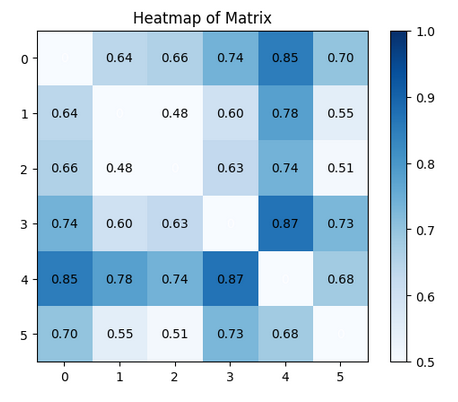 Heatmap of Matrix
0 0.64 0.66 0.74 0.85 0.70
1 0.64 0.48 0.60 0.78 0.55
2 0.66 0.48 0.63 0.74 0.51
3 0.74 0.60 0.63 0.87 0.73
4 0.85 0.78 0.74 0.87 0.68
5 0.70 0.55 0.51 0.73 0.68
0 1 2 3 4 5
1.0
0.9
0.8
0.7
0.6
0.5